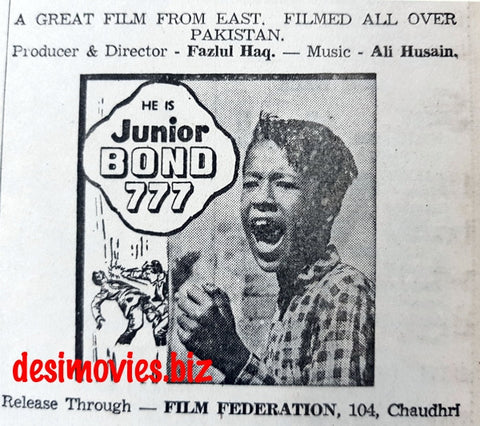 A GREAT FILM FROM EAST. FILMED ALL OVER
PAKISTAN.
Producer & Director - Fazlul Haq. — Music - Ali Husain,
HE IS
Junior
BOND
777
desimovies.biz
Release Through — FILM FEDERATION, 104, Chaudhri